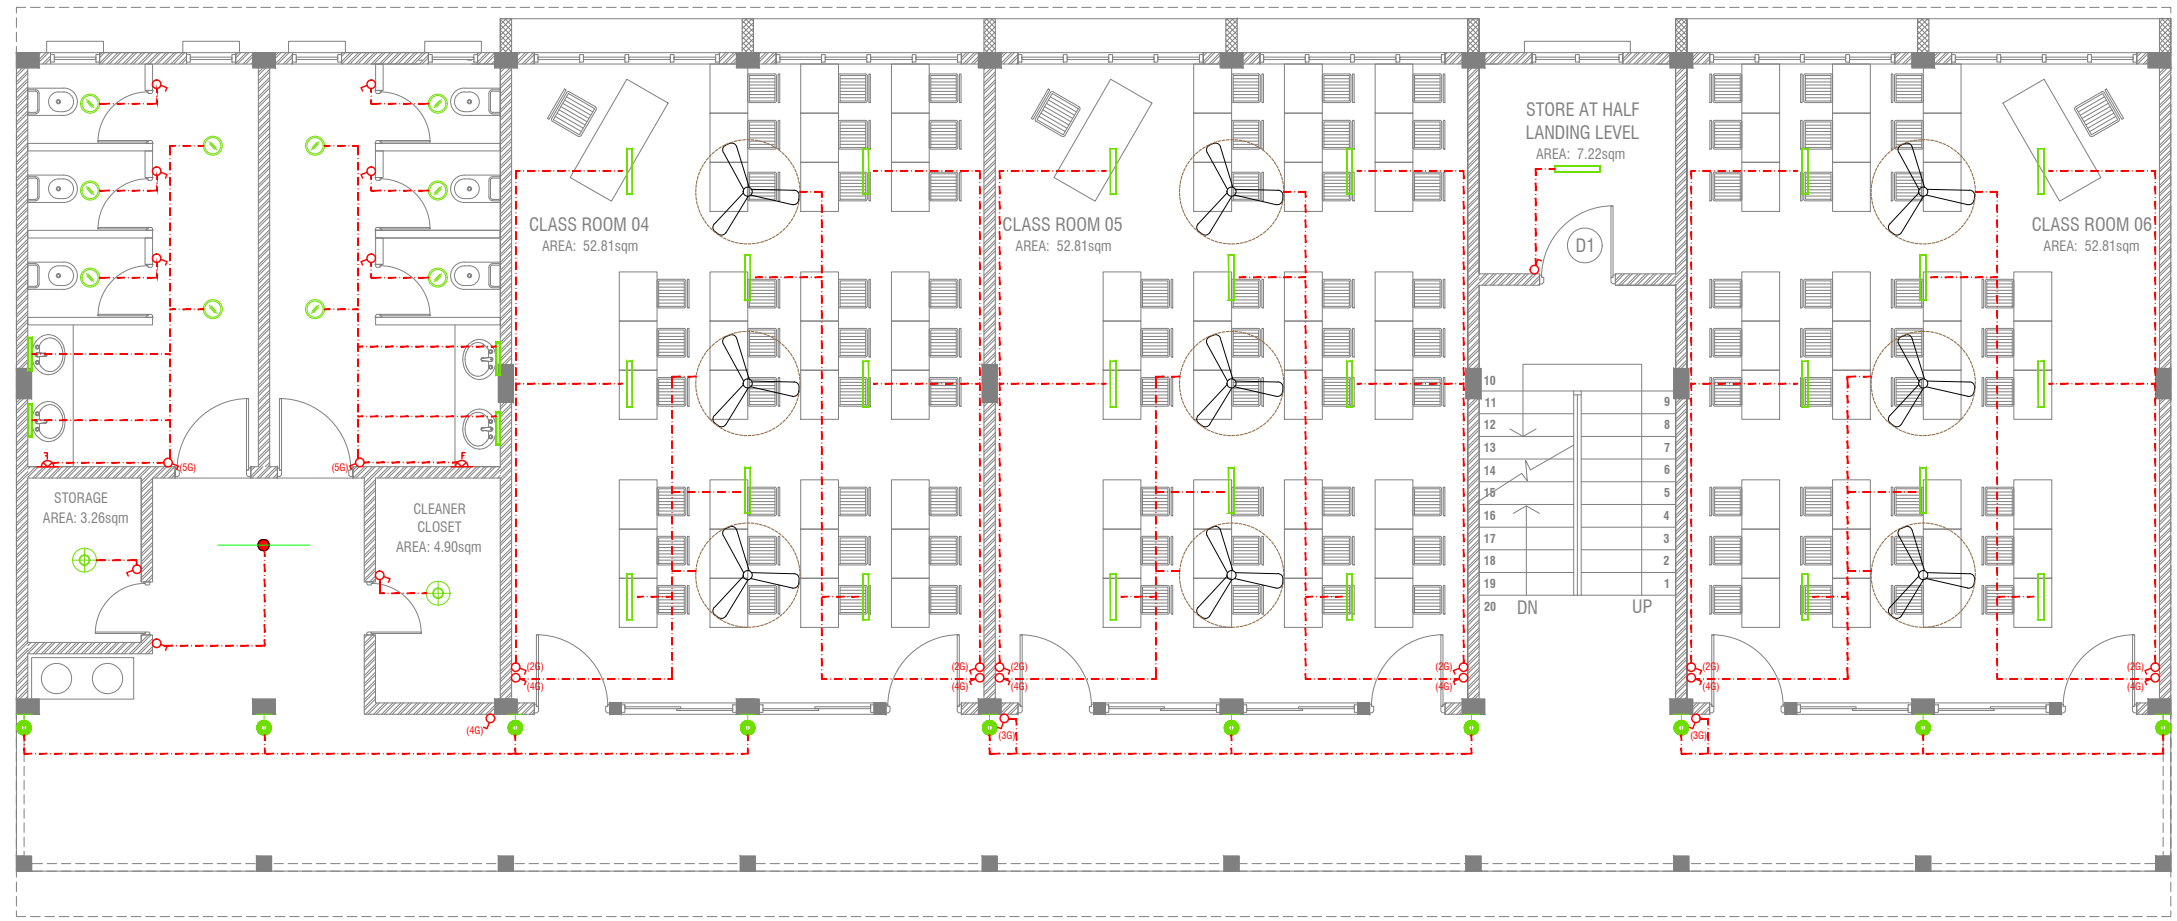 STORE AT HALF
LANDING LEVEL
AREA: 7.22sqm
CLASS ROOM 04
AREA: 52.81sqm
CLASS ROOM 05
AREA: 52.81sqm
D1
CLASS ROOM 06
AREA: 52.81sqm
(5G)
(5G)
STORAGE
AREA: 3.26sqm
CLEANER
CLOSET
AREA: 4.90sqm
10
11
12
13
14
15
16
17
18
19
20
9
8
7
6
5
4
3
2
1
DN
UP
(2G)
(4G)
(2G)
(4G)
(2G)
(4G)
(2G)
(4G)
(2G)
(4G)
(2G)
(4G)
(4G)
(3G)
(3G)